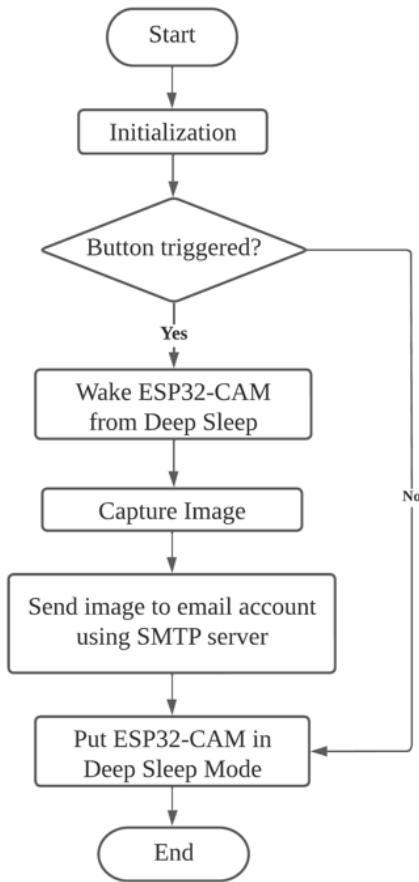 Start
Initialization
Button triggered?
Yes
Wake ESP32-CAM
from Deep Sleep
Capture Image
No
Send image to email account
using SMTP server
Put ESP32-CAM in
Deep Sleep Mode
End